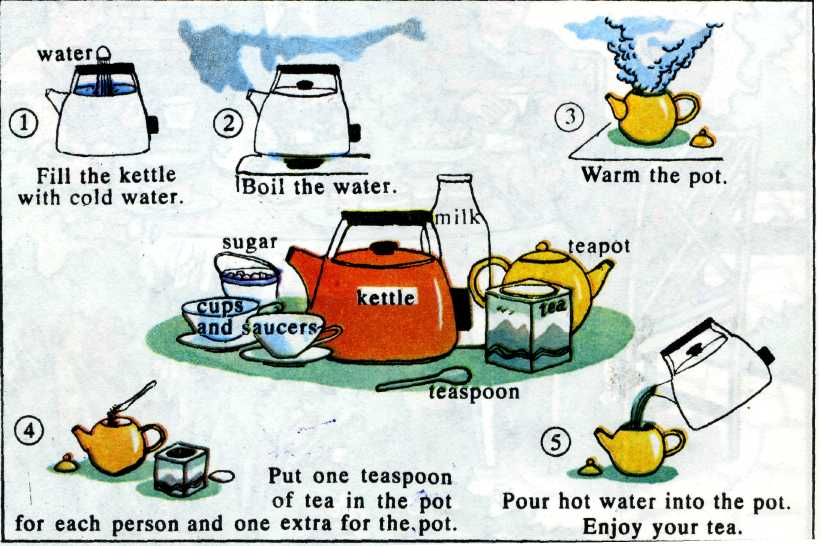 water
1
Fill the kettle
with cold water.
2
Boil the water.
3
Warm the pot.
milk
sugar
teapot
kettle
tea
cups
and saucers
teaspoon
4
Put one teaspoon
of tea in the pot
for each person and one extra for the pot.
5
Pour hot water into the pot.
Enjoy your tea.